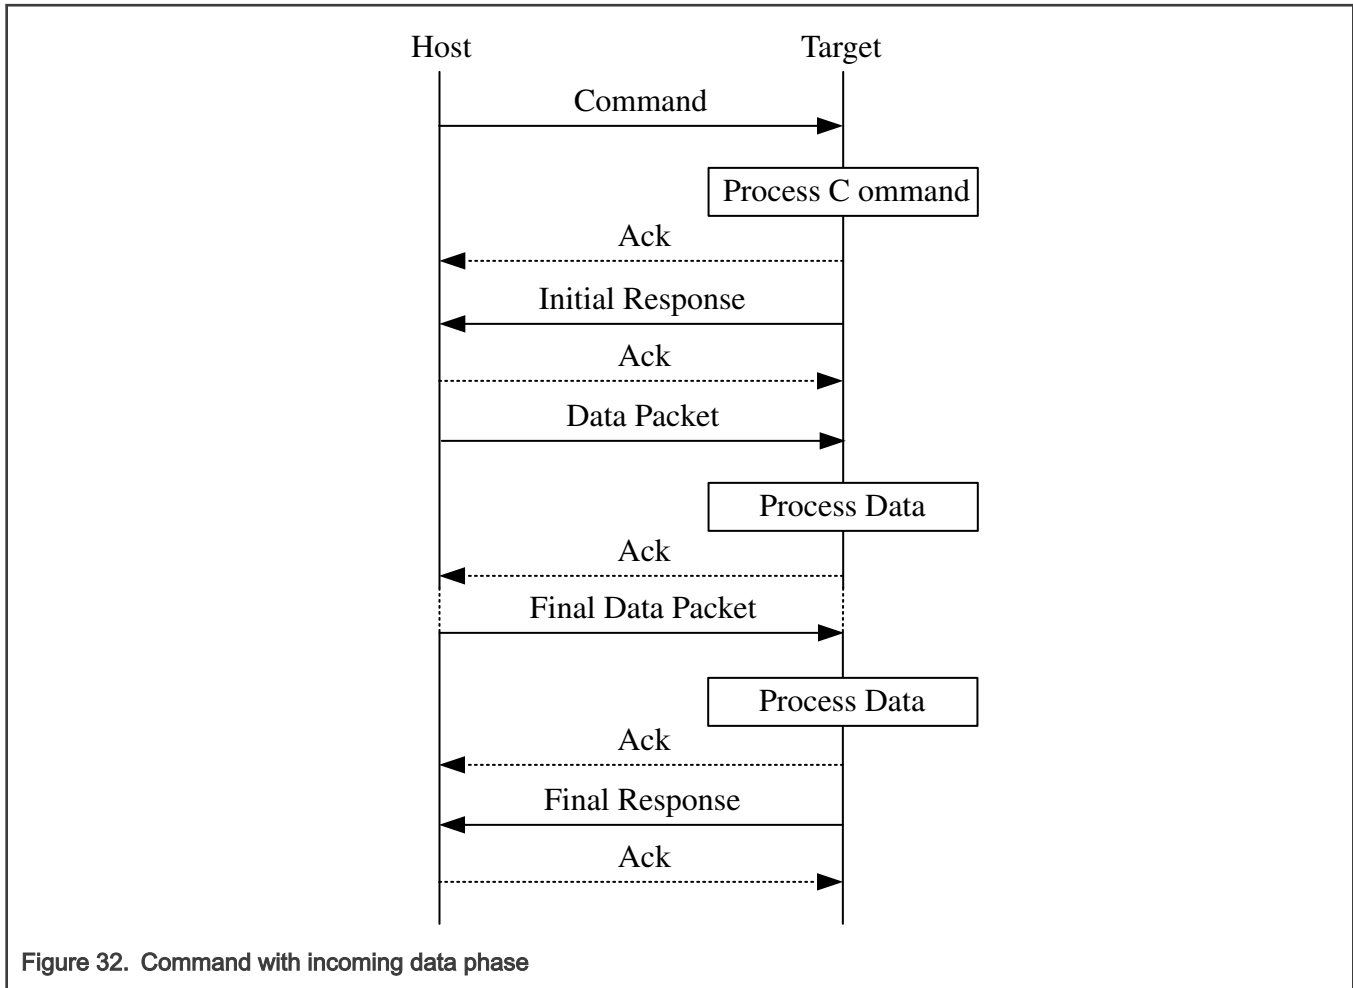 Host
Target
Command
Process C ommand
Ack
Initial Response
Ack
Data Packet
Process Data
Ack
Final Data Packet
Process Data
Ack
Final Response
Ack
Figure 32. Command with incoming data phase